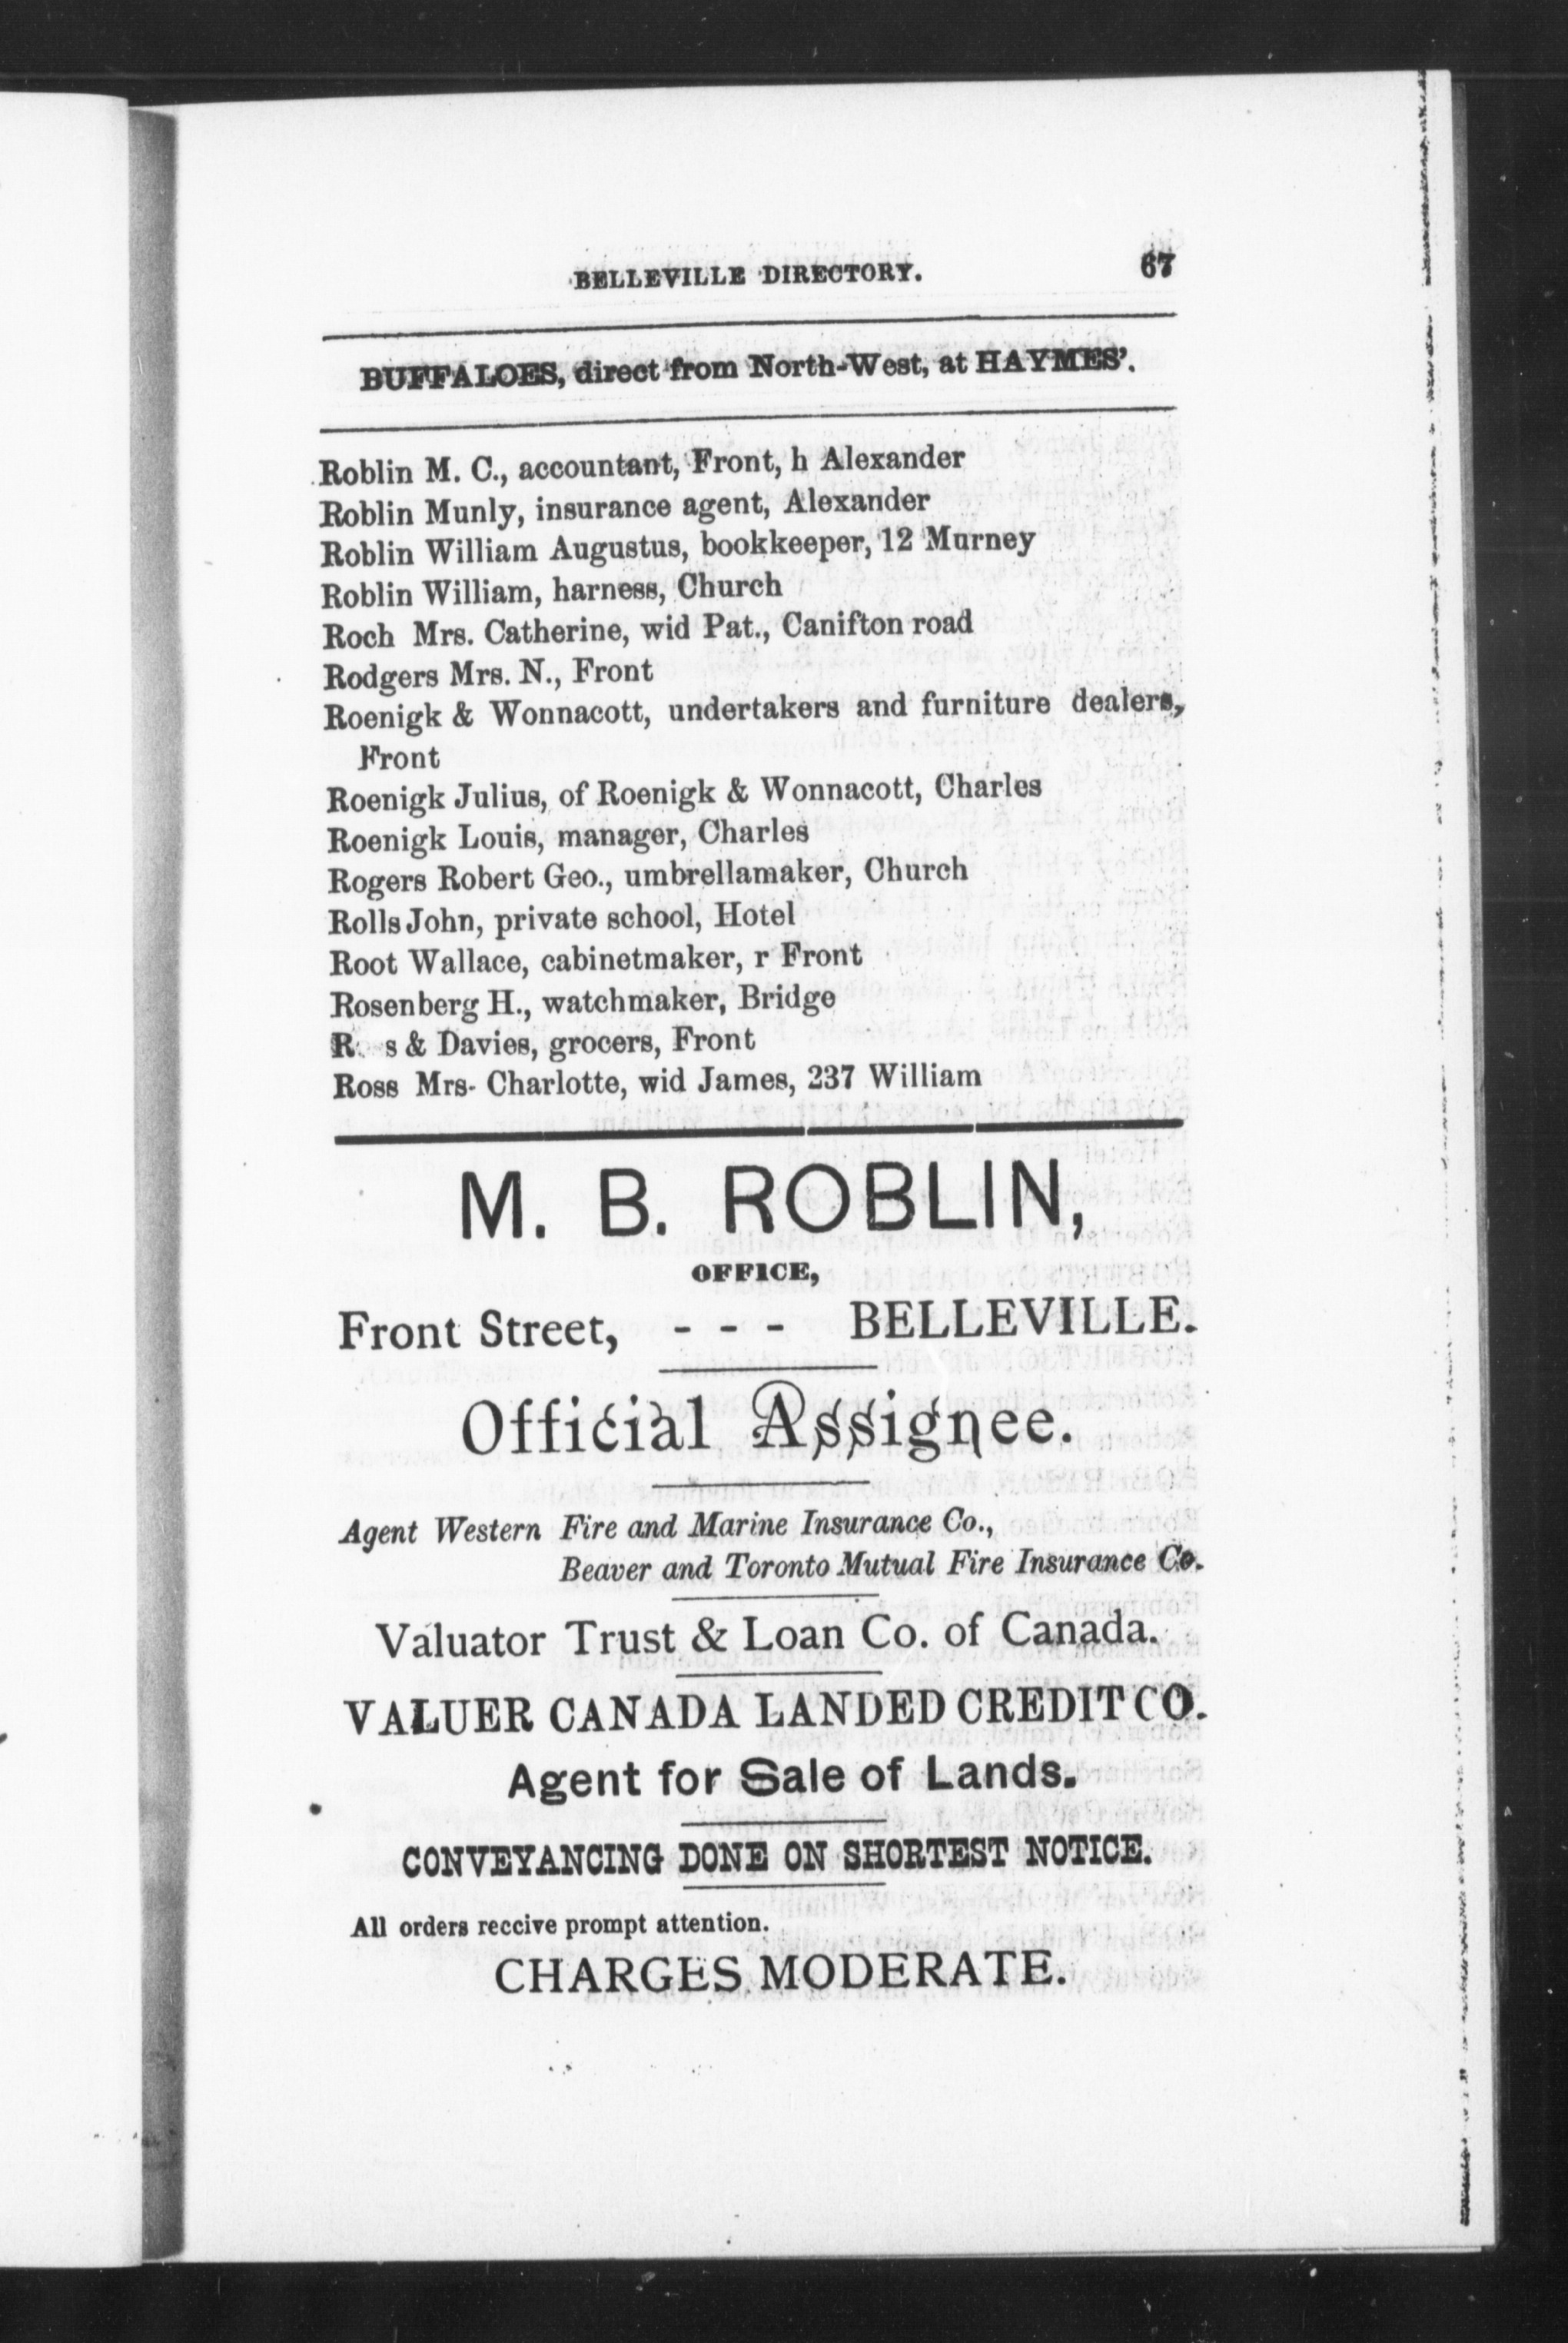 BELLEVILLE DIRECTORY. 67
BUFFALOES, direct from North-West, at HAYMES'.
Roblin M. C., accountant, Front, h Alexander
Roblin Munly, insurance agent, Alexander
Roblin William Augustus, bookkeeper, 12 Murney
Roblin William, harness, Church
Roch Mrs. Catherine, wid Pat., Canifton road
Rodgers Mrs. N., Front
Roenigk & Wonnacott, undertakers and furniture dealers,
Front
Roenigk Julius, of Roenigk & Wonnacott, Charles
Roenigk Louis, manager, Charles
Rogers Robert Geo., umbrellamaker, Church
Rolls John, private school, Hotel
Root Wallace, cabinetmaker, r Front
Rosenberg H., watchmaker, Bridge
& Davies, grocers, Front
Ross Mrs- Charlotte, wid James, 237 William
M. B. ROBLIN,
OFFICE,
Front Street, - - - BELLEVILLE.
Official Assignee.
Agent Western Fire and Marine Insurance Co.,
Beaver and Toronto Mutual Fire Insurance Co.
Valuator Trust & Loan Co. of Canada.
VALUER CANADA LANDED CREDIT CO.
Agent for Sale of Lands.
CONVEYANCING DONE ON SHORTEST NOTICE.
All orders receive prompt attention.
CHARGES MODERATE.